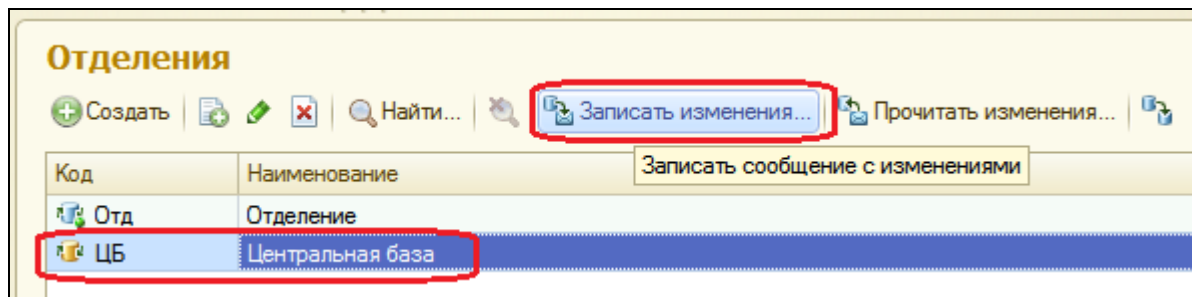 Отделения
Создать Найти... Записать изменения... Прочитать изменения...
Записать сообщение с изменениями
Код Наименование
Отд Отделение
ЦБ Центральная база